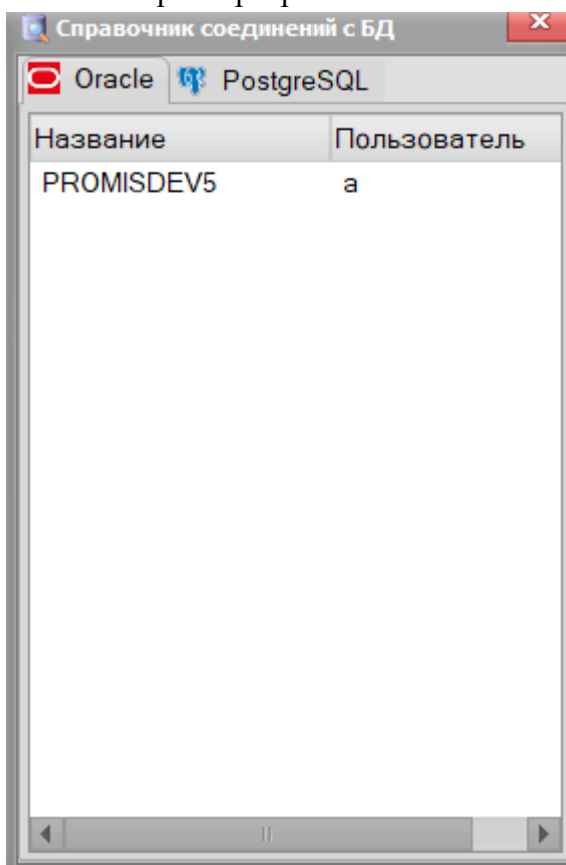 Справочник соединений с БД
Oracle PostgreSQL
Название Пользователь
PROMISDEV5 a